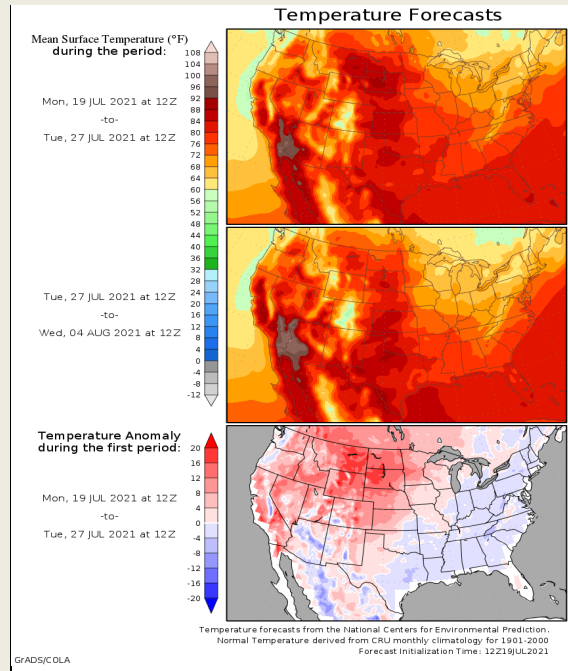 Temperature Forecasts
Mean Surface Temperature (°F)
during the period:
Mon, 19 JUL 2021 at 12Z
-to-
Tue, 27 JUL 2021 at 12Z
108
104
100
96
92
88
84
80
76
72
68
64
60
56
52
48
44
40
36
32
28
24
20
16
12
8
4
0
-4
-8
-12
Tue, 27 JUL 2021 at 12Z
-to-
Wed, 04 AUG 2021 at 12Z
Temperature Anomaly
during the first period:
Mon, 19 JUL 2021 at 12Z
-to-
Tue, 27 JUL 2021 at 12Z
20
16
12
8
4
0
-4
-8
-12
-16
-20
Temperature forecasts from the National Centers for Environmental Prediction.
Normal Temperature derived from CRU monthly climatology for 1901-2000
Forecast Initialization Time: 12Z19JUL2021
GrADS/COLA